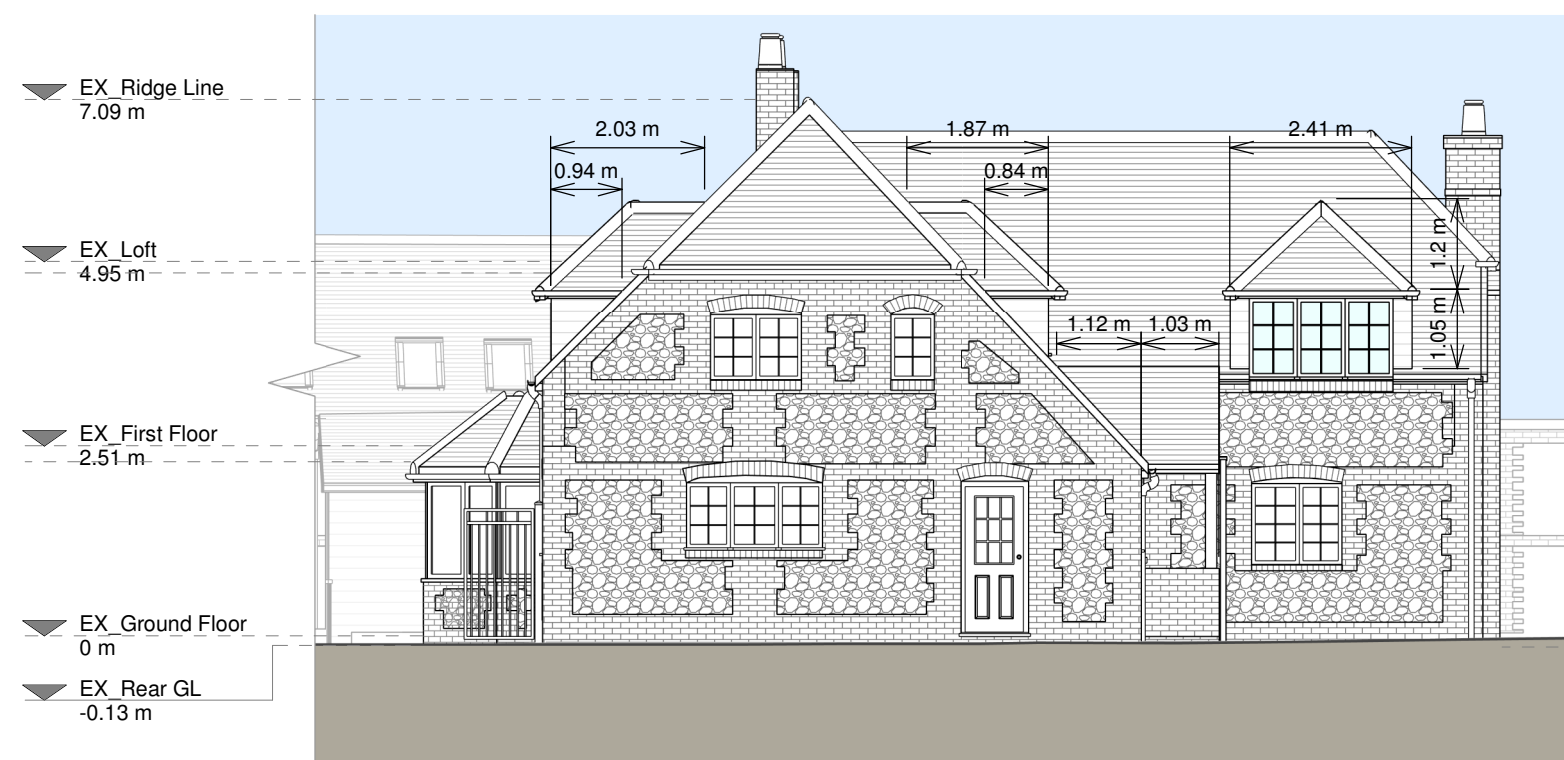 EX_Ridge Line
7.09 m
2.03 m
1.87 m
2.41 m
0.94 m
0.84 m
1.2 m
EX_Loft
4.95 m
1.12 m
1.03 m
1.05 m
EX_First Floor
2.51 m
EX_Ground Floor
0 m
EX_Rear GL
-0.13 m